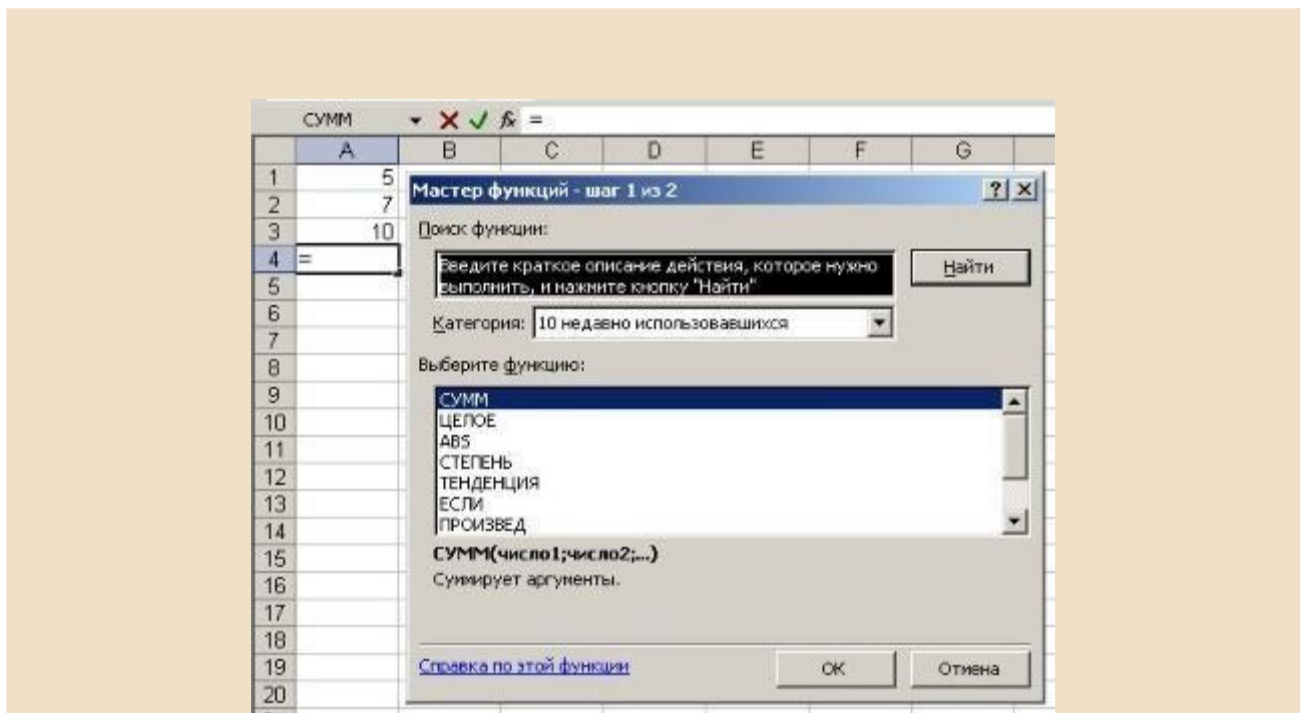 СУММ =
A B C D E F G
1 5
2 7
3 10
4 =
5
6
7
8
9
10
11
12
13
14
15
16
17
18
19
20
Мастер функций - шаг 1 из 2
Поиск функции:
Введите краткое описание действия, которое нужно
выполнить, и нажмите кнопку "Найти"
Найти
Категория: 10 недавно использовавшихся
Выберите функцию:
СУММ
ЦЕЛОЕ
ABS
СТЕПЕНЬ
ТЕНДЕНЦИЯ
ЕСЛИ
ПРОИЗВЕД
СУММ(число1;число2;...)
Суммирует аргументы.
Справка по этой функции
ОК Отмена